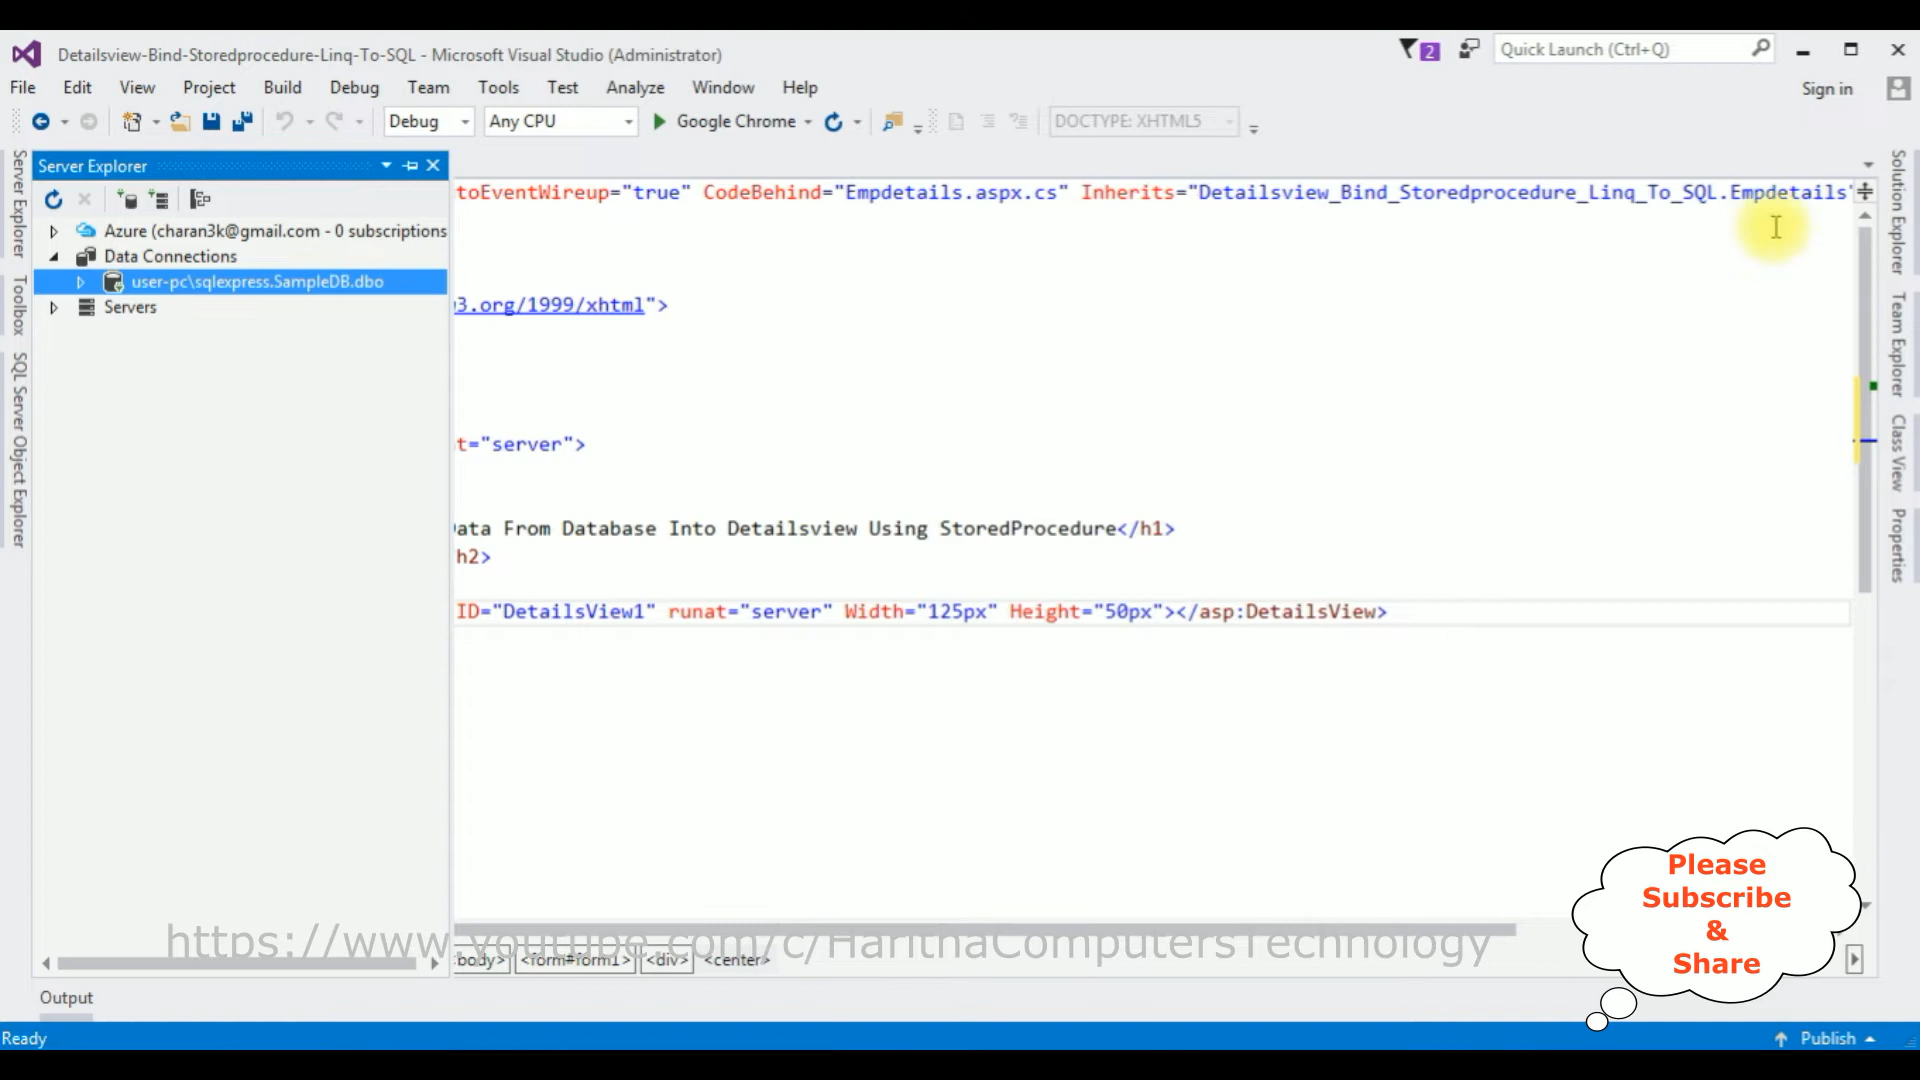 Detailsview-Bind-Storedprocedure-Linq-To-SQL - Microsoft Visual Studio (Administrator)
2
Quick Launch (Ctrl+Q)
File Edit View Project Build Debug Team Tools Test Analyze Window Help
Sign in
Debug Any CPU Google Chrome DOCTYPE: XHTML5
Server Explorer
Toolbox
SQL Server Object Explorer
Server Explorer
Azure (charan3k@gmail.com - 0 subscriptions
Data Connections
user-pc\sqlexpress.SampleDB.dbo
Servers
toEventWireup="true" CodeBehind="Empdetails.aspx.cs" Inherits="Detailsview_Bind_Storedprocedure_Linq_To_SQL.Empdetails"
w3.org/1999/xhtml">
t="server">
Data From Database Into Detailsview Using StoredProcedure</h1>
h2>
ID="DetailsView1" runat="server" Width="125px" Height="50px"></asp:DetailsView>
Solution Explorer
Team Explorer
Class View
Properties
Please
Subscribe
&
Share
https://www.youtube.com/c/HarithaComputersTechnology
<body> <form#form1> <div> <center>
Output
Ready
Publish